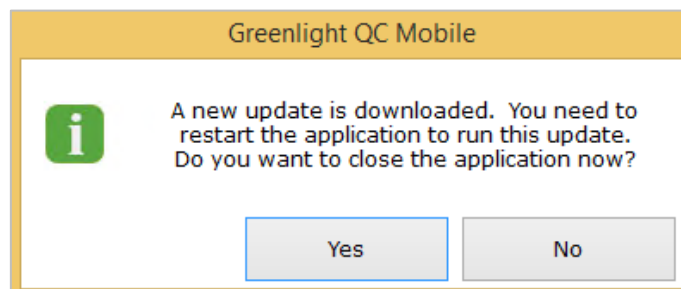 Greenlight QC Mobile
A new update is downloaded.  You need to
restart the application to run this update.
Do you want to close the application now?
Yes
No